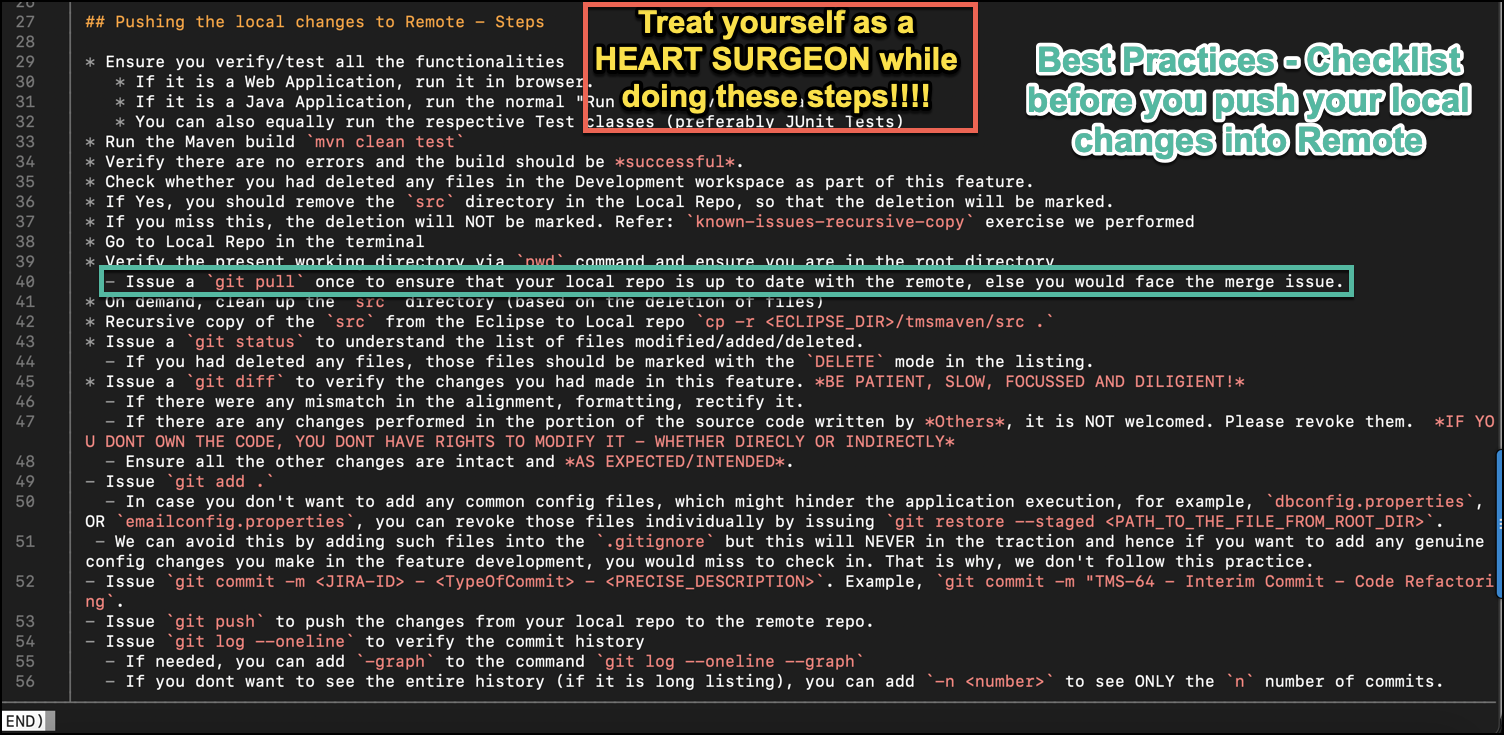 26
27 ## Pushing the local changes to Remote – Steps
Treat yourself as a
HEART SURGEON while
doing these steps!!!!
Best Practices - Checklist
before you push your local
changes into Remote
28
29 * Ensure you verify/test all the functionalities
30 * If it is a Web Application, run it in browser.
31 * If it is a Java Application, run the normal "Run
32 * You can also equally run the respective Test Classes (preferably JUnit Tests)
33 * Run the Maven build `mvn clean test`
34 * Verify there are no errors and the build should be *successful*.
35 * Check whether you had deleted any files in the Development workspace as part of this feature.
36 * If Yes, you should remove the `src` directory in the Local Repo, so that the deletion will be marked.
37 * If you miss this, the deletion will NOT be marked. Refer: `known-issues-recursive-copy` exercise we performed
38 * Go to Local Repo in the terminal
39 * Verify the present working directory via `pwd` command and ensure you are in the root directory
40 – Issue a `git pull` once to ensure that your local repo is up to date with the remote, else you would face the merge issue.
41 * On demand, clean up the `src` directory (based on the deletion of files)
42 * Recursive copy of the `src` from the Eclipse to Local repo `cp -r <ECLIPSE_DIR>/tmsmaven/src .`
43 * Issue a `git status` to understand the list of files modified/added/deleted.
44 – If you had deleted any files, those files should be marked with the `DELETE` mode in the listing.
45 * Issue a `git diff` to verify the changes you had made in this feature. *BE PATIENT, SLOW, FOCUSSED AND DILIGIENT!*
46 – If there were any mismatch in the alignment, formatting, rectify it.
47 – If there are any changes performed in the portion of the source code written by *Others*, it is NOT welcomed. Please revoke them. *IF YO
U DONT OWN THE CODE, YOU DONT HAVE RIGHTS TO MODIFY IT – WHETHER DIRECLY OR INDIRECTLY*
48 – Ensure all the other changes are intact and *AS EXPECTED/INTENDED*.
49 – Issue `git add .`
50 – In case you don't want to add any common config files, which might hinder the application execution, for example, `dbconfig.properties`,
OR `emailconfig.properties`, you can revoke those files individually by issuing `git restore --staged <PATH_TO_THE_FILE_FROM_ROOT_DIR>`.
51 – We can avoid this by adding such files into the `.gitignore` but this will NEVER in the traction and hence if you want to add any genuine
config changes you make in the feature development, you would miss to check in. That is why, we don't follow this practice.
52 – Issue `git commit -m <JIRA-ID> – <TypeOfCommit> – <PRECISE_DESCRIPTION>`. Example, `git commit -m "TMS-64 – Interim Commit – Code Refactori
ng`.
53 – Issue `git push` to push the changes from your local repo to the remote repo.
54 – Issue `git log --oneline` to verify the commit history
55 – If needed, you can add `-graph` to the command `git log --oneline --graph`
56 – If you dont want to see the entire history (if it is long listing), you can add `-n <number>` to see ONLY the `n` number of commits.
END)